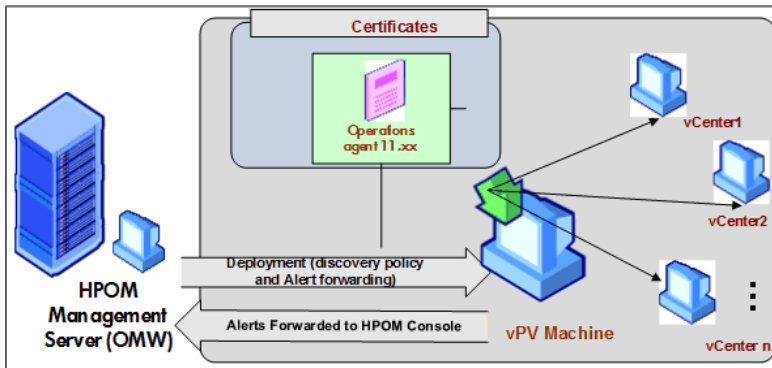 Certificates
Operations
agent 11.xx
vCenter1
vCenter2
vCenter n
HPOM
Management
Server (OMW)
Deployment (discovery policy
and Alert forwarding)
Alerts Forwarded to HPOM Console
vPV Machine